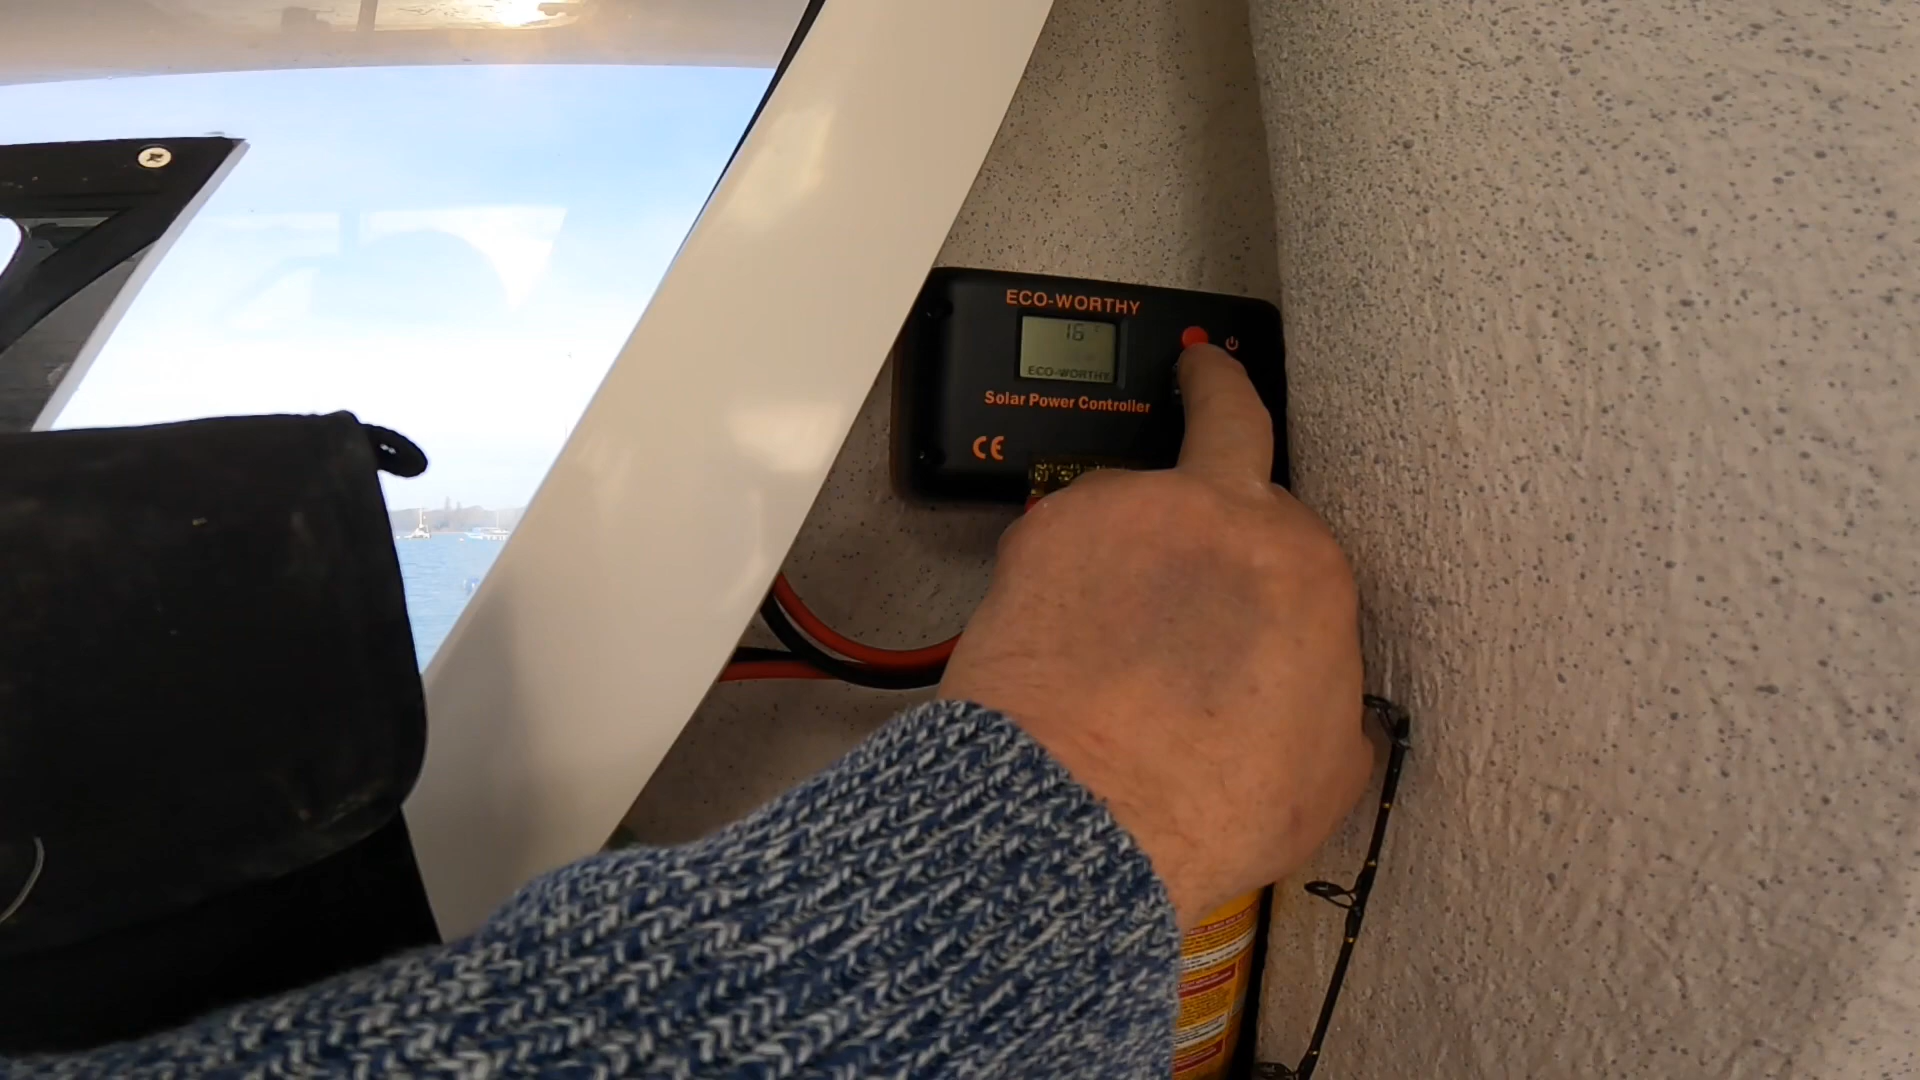 ECO-WORTHY
16
ECO-WORTHY
Solar Power Controller
CE